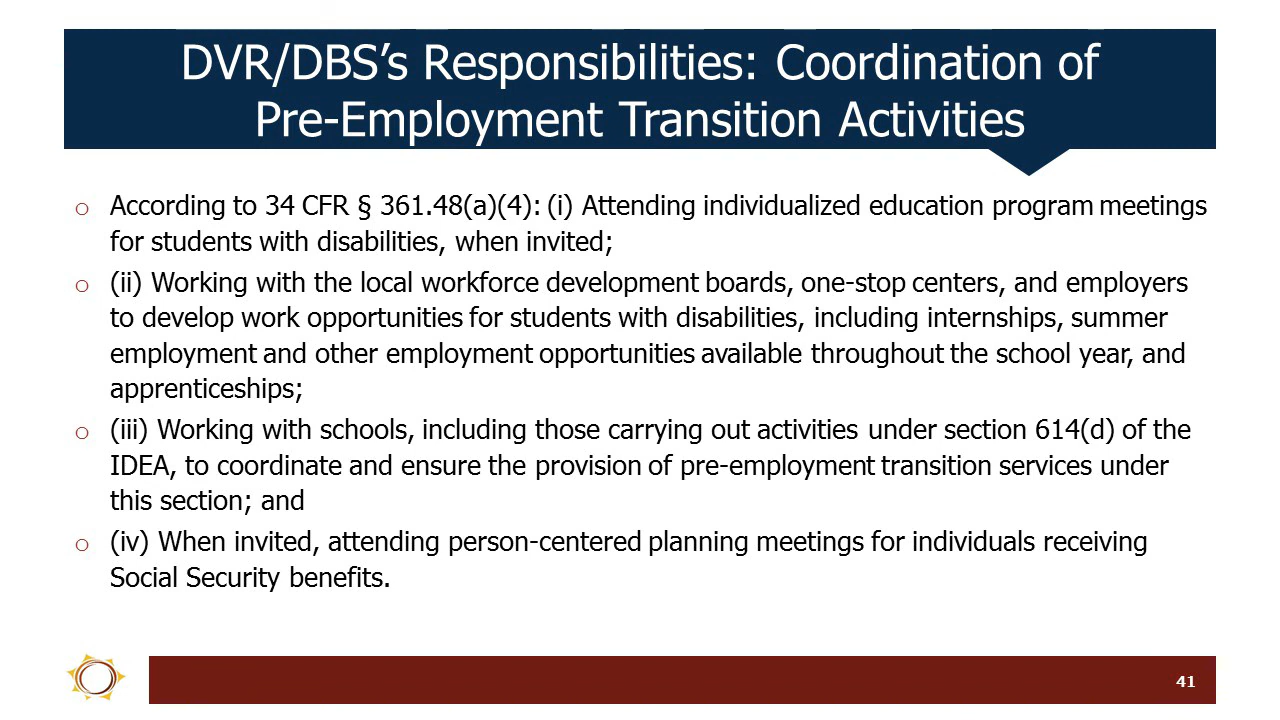 DVR/DBS’s Responsibilities: Coordination of
Pre-Employment Transition Activities
o According to 34 CFR § 361.48(a)(4): (i) Attending individualized education program meetings
for students with disabilities, when invited;
o (ii) Working with the local workforce development boards, one-stop centers, and employers
to develop work opportunities for students with disabilities, including internships, summer
employment and other employment opportunities available throughout the school year, and
apprenticeships;
o (iii) Working with schools, including those carrying out activities under section 614(d) of the
IDEA, to coordinate and ensure the provision of pre-employment transition services under
this section; and
o (iv) When invited, attending person-centered planning meetings for individuals receiving
Social Security benefits.
41